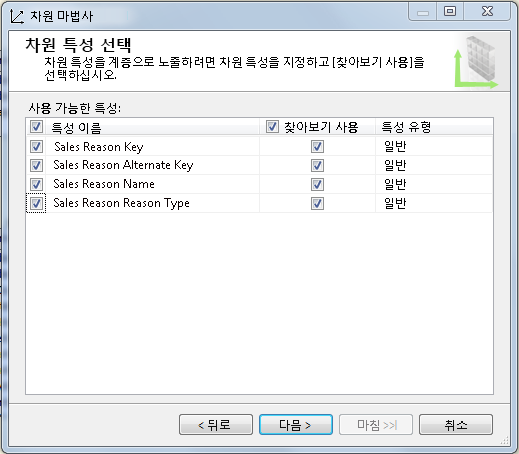 차원 마법사
차원 특성 선택
차원 특성을 계층으로 노출하려면 차원 특성을 지정하고 [찾아보기 사용]을
선택하십시오.
사용 가능한 특성:
특성 이름 찾아보기 사용 특성 유형
Sales Reason Key 일반
Sales Reason Alternate Key 일반
Sales Reason Name 일반
Sales Reason Reason Type 일반
< 뒤로 다음 > 마침 >>| 취소